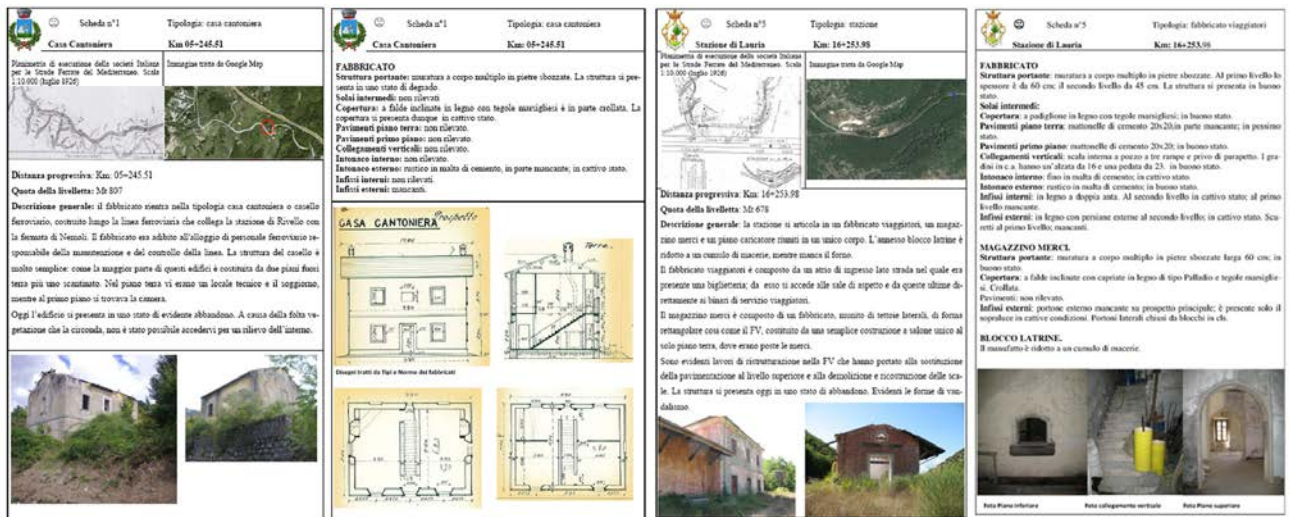 Scheda n°1 Tipologia: casa cantoniera
Casa Cantoniera Km 05+245.51
Planimetria di esecuzione della società Italiana
per le Strade Ferrate del Mediterraneo. Scala
1:10.000 (luglio 1926)
Immagine tratta da Google Map
Distanza progressiva: Km: 05+245.51
Quota della livelletta: Mt 807
Descrizione generale: il fabbricato rientra nella tipologia casa cantoniera o casello
ferroviario, costruito lungo la linea ferroviaria che collega la stazione di Rivello con
la fermata di Nemoli. Il fabbricato era adibito all'alloggio di personale ferroviario re-
sponsabile della manutenzione e del controllo della linea. La struttura del casello è
molto semplice: come la maggior parte di questi edifici è costituita da due piani fuori
terra più uno scantinato. Nel piano terra vi erano un locale tecnico e il soggiorno,
mentre al primo piano si trovava la camera.
Oggi l'edificio si presenta in uno stato di evidente abbandono. A causa della folta ve-
getazione che la circonda, non è stato possibile accedervi per un rilievo dell'interno.
Scheda n°1 Tipologia: casa cantoniera
Casa Cantoniera Km: 05+245.51
FABBRICATO
Struttura portante: muratura a corpo multiplo in pietre sbozzate. La struttura si pre-
senta in uno stato di degrado.
Solai intermedi: non rilevati
Copertura: a falde inclinate in legno con tegole marsigliesi è in parte crollata. La
copertura si presenta dunque in cattivo stato.
Pavimenti piano terra: non rilevato.
Pavimenti primo piano: non rilevato.
Collegamenti verticali: non rilevato.
Intonaco interno: non rilevato.
Intonaco esterno: rustico in malta di cemento, in parte mancante; in cattivo stato.
Infissi interni: non rilevati.
Infissi esterni: mancanti.
CASA CANTONIERA Prospetto
Terra.
Disegni tratti da Tipi e Norme dei fabbricati
Scheda n°5 Tipologia: stazione
Stazione di Lauria Km: 16+253.98
Planimetria di esecuzione della società Italiana
per le Strade Ferrate del Mediterraneo. Scala
1:10.000 (luglio 1926)
Immagine tratta da Google Map
Distanza progressiva: Km: 16+253.98
Quota della livelletta: Mt 678
Descrizione generale: la stazione si articola in un fabbricato viaggiatori, un magaz-
zino merci e un piano caricatore riuniti in un unico corpo. L'annesso blocco latrine è
ridotto a un cumulo di macerie, mentre manca il forno.
Il fabbricato viaggiatori è composto da un atrio di ingresso lato strada nel quale era
presente una biglietteria; da esso si accede alle sale di aspetto e da queste ultime di-
rettamente ai binari di servizio viaggiatori.
Il magazzino merci è composto di un fabbricato, munito di tettoie laterali, di forma
rettangolare così come il FV, costituito da una semplice costruzione a salone unico al
solo piano terra, dove erano poste le merci.
Sono evidenti lavori di ristrutturazione nella FV che hanno portato alla sostituzione
della pavimentazione al livello superiore e alla demolizione e ricostruzione delle sca-
le. La struttura si presenta oggi in uno stato di abbandono. Evidenti le forme di van-
dalismo.
Scheda n°5 Tipologia: fabbricato viaggiatori
Stazione di Lauria Km: 16+253.98
FABBRICATO
Struttura portante: muratura a corpo multiplo in pietre sbozzate. Al primo livello lo
spessore è da 60 cm; il secondo livello da 45 cm. La struttura si presenta in buono
stato.
Solai intermedi:
Copertura: a padiglione in legno con tegole marsigliesi; in buono stato.
Pavimenti piano terra: mattonelle di cemento 20x20,in parte mancante; in pessimo
stato.
Pavimenti primo piano: mattonelle di cemento 20x20; in buono stato.
Collegamenti verticali: scala interna a pozzo a tre rampe e privo di parapetto. I gra-
dini in c.a. hanno un'alzata da 16 e una pedata da 23. in buono stato.
Intonaco interno: fino in malta di cemento; in cattivo stato.
Intonaco esterno: rustico in malta di cemento; in buono stato.
Infissi interni: in legno a doppia anta. Al secondo livello in cattivo stato; al primo
livello mancante.
Infissi esterni: in legno con persiane esterne al secondo livello; in cattivo stato. Scu-
retti al primo livello; mancanti.
MAGAZZINO MERCI.
Struttura portante: muratura a corpo multiplo in pietre sbozzate larga 60 cm; in
buono stato.
Copertura: a falde inclinate con capriate in legno di tipo Palladio e tegole marsiglie-
si. Crollata.
Pavimenti: non rilevato.
Infissi esterni: portone esterno mancante su prospetto principale; è presente solo il
sopraluce in cattive condizioni. Portoni laterali chiusi da blocchi in cls.
BLOCCO LATRINE.
Il manufatto è ridotto a un cumulo di macerie.
Foto Piano inferiore Foto collegamento verticale Foto Piano superiore